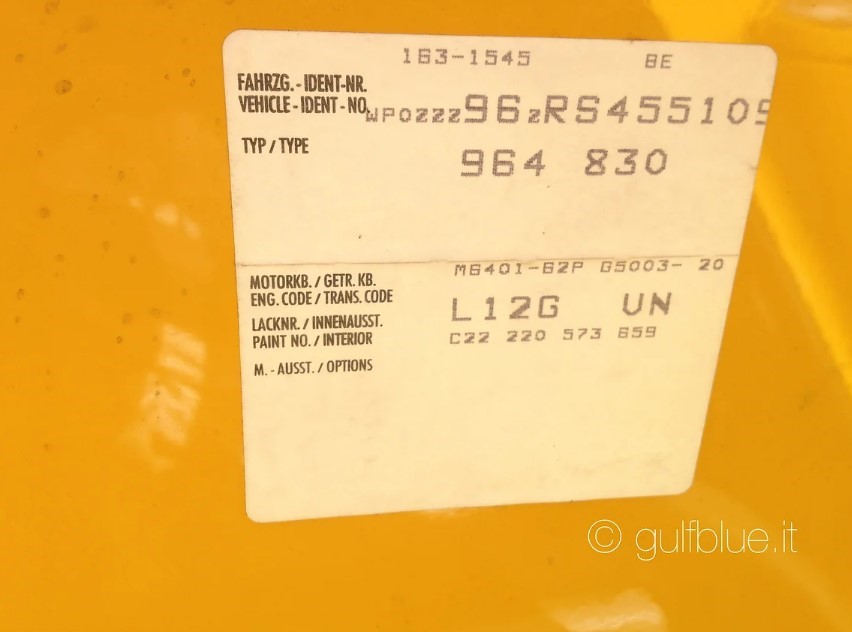 163-1545 BE
FAHRZG.-IDENT-NR.
VEHICLE-IDENT-NO. WP0ZZZ96ZRS455109
TYP / TYPE 964 830
MOTORKB. / GETR. KB. M6401-62P G5003- 20
ENG. CODE / TRANS. CODE
L12G UN
LACKNR. / INNENAUSST.
PAINT NO. / INTERIOR C22 220 573 659
M.-AUSST. / OPTIONS
© gulfblue.it